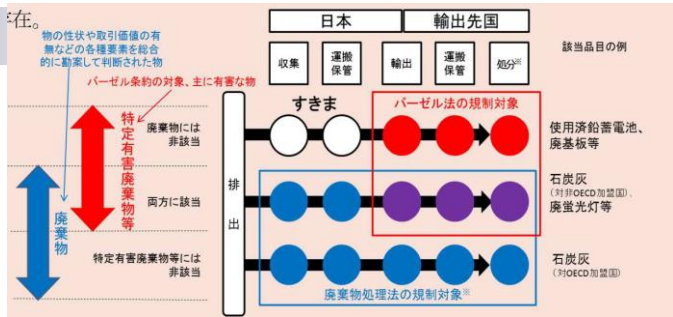 存在。
物の性状や取引価値の有
無などの各種要素を総合
的に勘案して判断された物
バーゼル条約の対象、主に有害な物
日本
輸出先国
収集
運搬
保管
輸出
運搬
保管
処分※
該当品目の例
すきま
バーゼル法の規制対象
特定有害廃棄物等
廃棄物
廃棄物には
非該当
両方に該当
特定有害廃棄物等には
非該当
排出
使用済鉛蓄電池、
廃基板等
石炭灰
(対非OECD加盟国)、
廃蛍光灯等
石炭灰
(対OECD加盟国)
廃棄物処理法の規制対象※